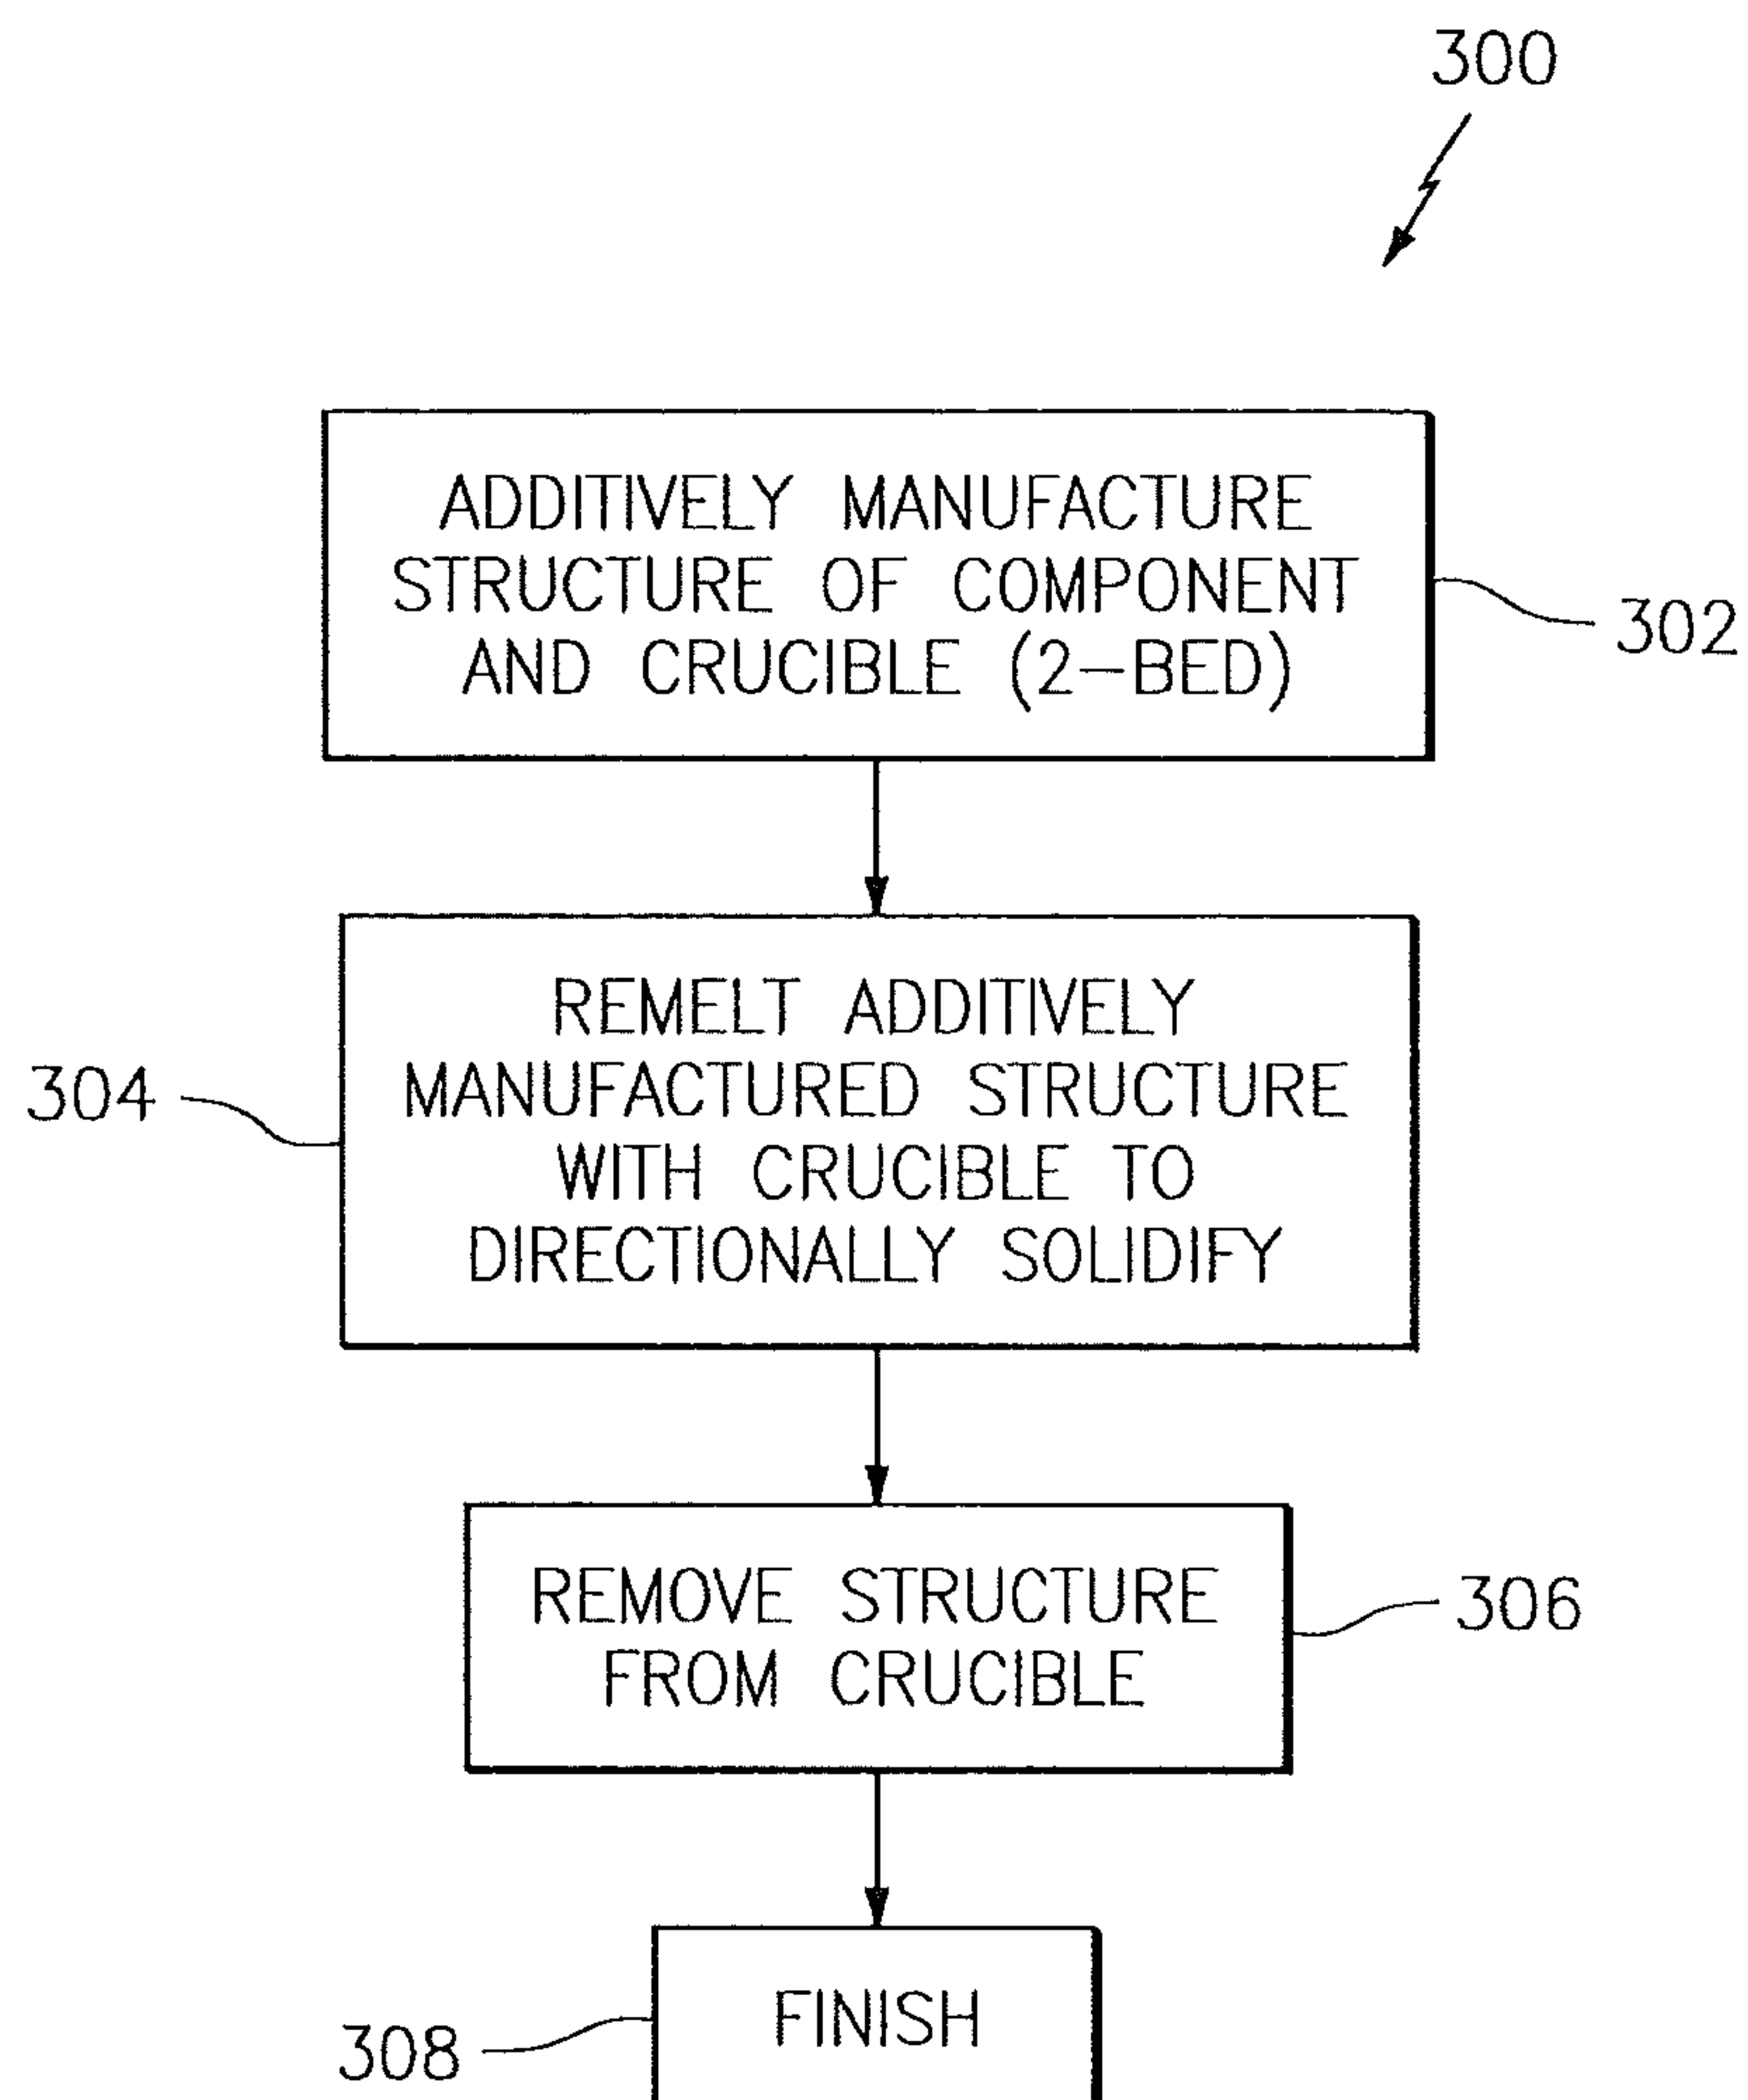 300
ADDITIVELY MANUFACTURE
STRUCTURE OF COMPONENT
AND CRUCIBLE (2-BED)
302
REMELT ADDITIVELY
MANUFACTURED STRUCTURE
WITH CRUCIBLE TO
DIRECTIONALLY SOLIDIFY
304
REMOVE STRUCTURE
FROM CRUCIBLE
306
FINISH
308